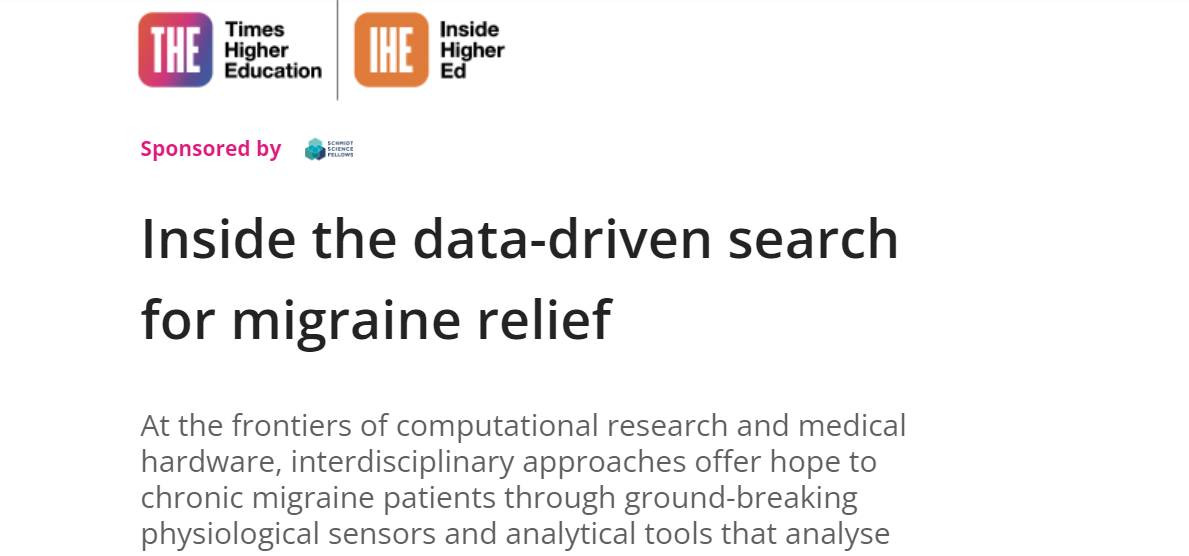 THE
Times
Higher
Education
IHE
Inside
Higher
Ed
Sponsored by
SCHMIDT
SCIENCE
FELLOWS
Inside the data-driven search
for migraine relief
At the frontiers of computational research and medical
hardware, interdisciplinary approaches offer hope to
chronic migraine patients through ground-breaking
physiological sensors and analytical tools that analyse